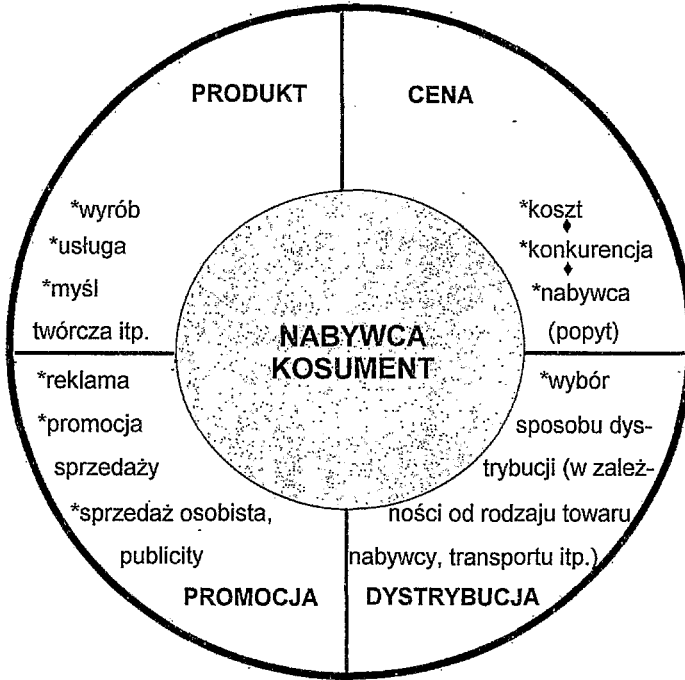 PRODUKT
*wyrób
*usługa
*myśl
twórcza itp.
CENA
*koszt
*konkurencja
*nabywca
(popyt)
NABYWCA
KOSUMENT
*reklama
*promocja
sprzedaży
*sprzedaż osobista,
publicity
PROMOCJA
*wybór
sposobu dys-
trybucji (w zależ-
ności od rodzaju towaru
nabywcy, transportu itp.)
DYSTRYBUCJA